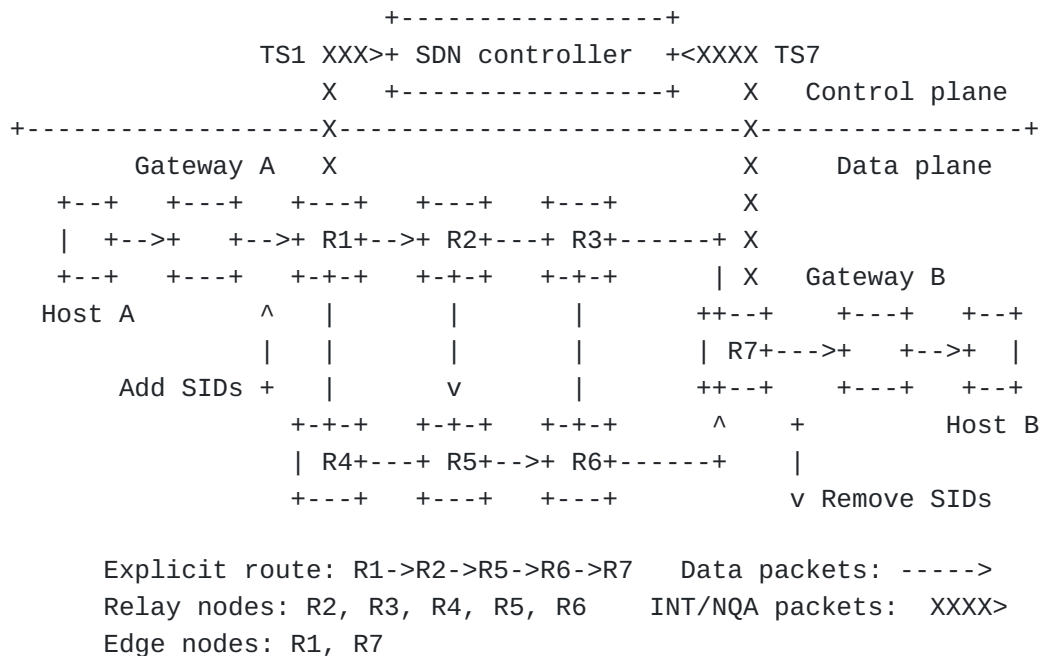 +-----------------+
                TS1 XXX>+ SDN controller  +<XXXX TS7
                    X   +-----------------+    X   Control plane
+-------------------X--------------------------X-----------------+
        Gateway A   X                          X     Data plane
   +--+   +---+   +---+   +---+   +---+        X
   |  +-->+   +-->+ R1+-->+ R2+---+ R3+------+ X
   +--+   +---+   +-+-+   +-+-+   +-+-+      | X   Gateway B
  Host A        ^   |       |       |       ++--+    +---+   +--+
                |   |       |       |       | R7+--->+   +-->+  |
       Add SIDs +   |       v       |       ++--+    +---+   +--+
                  +-+-+   +-+-+   +-+-+      ^    +         Host B
                  | R4+---+ R5+-->+ R6+------+    |
                  +---+   +---+   +---+           v Remove SIDs
      Explicit route: R1->R2->R5->R6->R7   Data packets: ----->
      Relay nodes: R2, R3, R4, R5, R6    INT/NQA packets:  XXXX>
      Edge nodes: R1, R7